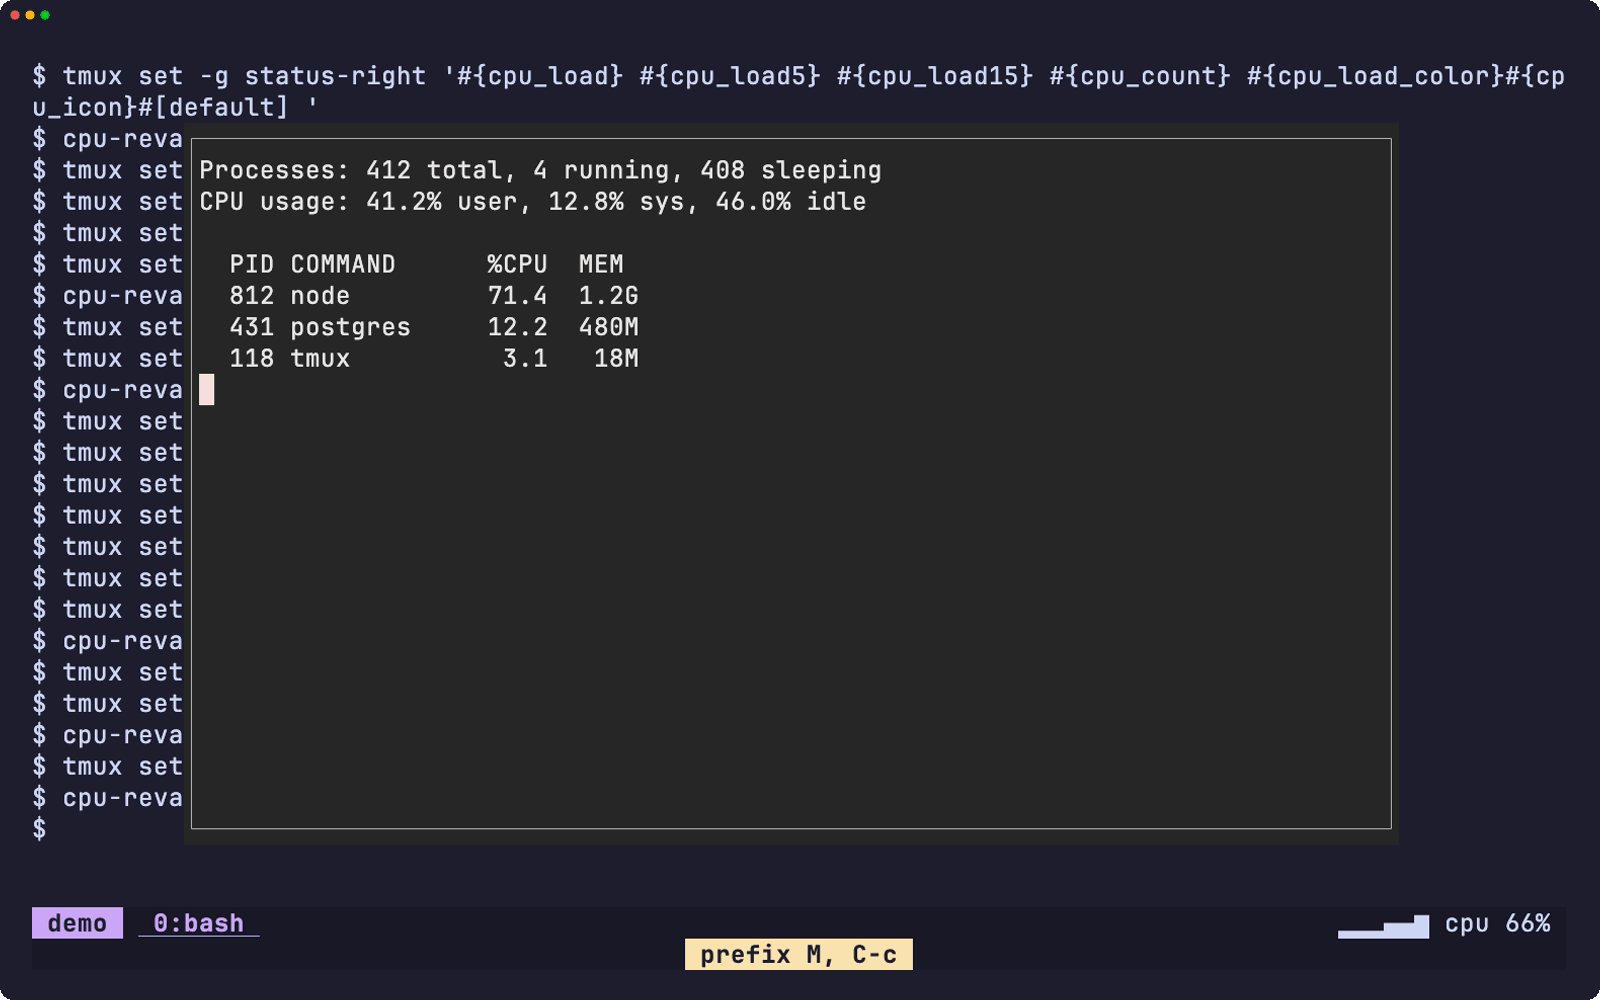 $ tmux set -g status-right '#{cpu_load} #{cpu_load5} #{cpu_load15} #{cpu_count} #{cpu_load_color}#{cp
u_icon}#[default] '
$ cpu-reva
$ tmux set Processes: 412 total, 4 running, 408 sleeping
$ tmux set CPU usage: 41.2% user, 12.8% sys, 46.0% idle
$ tmux set
$ tmux set PID COMMAND %CPU MEM
$ cpu-reva 812 node 71.4 1.2G
$ tmux set 431 postgres 12.2 480M
$ tmux set 118 tmux 3.1 18M
$ cpu-reva
$ tmux set
$ tmux set
$ tmux set
$ tmux set
$ tmux set
$ tmux set
$ tmux set
$ cpu-reva
$ tmux set
$ tmux set
$ cpu-reva
$ tmux set
$ cpu-reva
$
demo 0:bash cpu 66%
prefix M, C-c